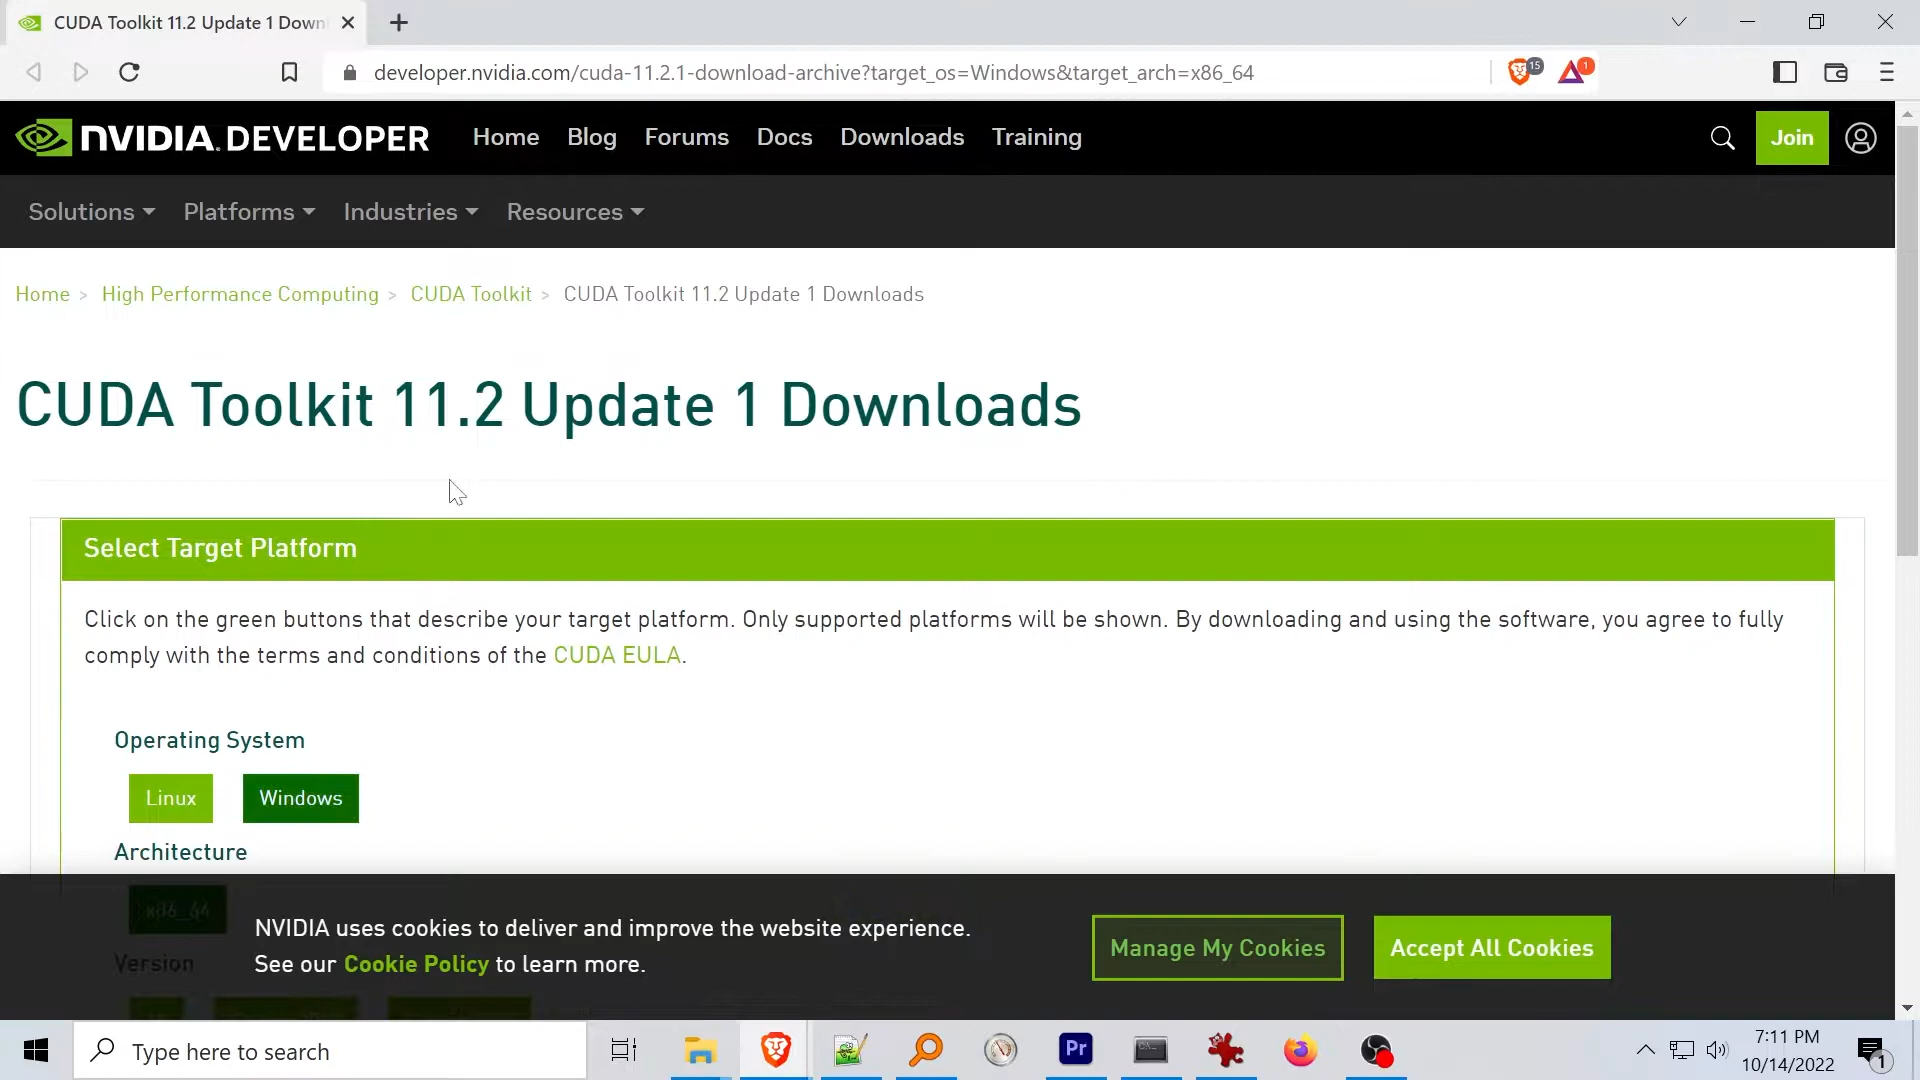 CUDA Toolkit 11.2 Update 1 Down
developer.nvidia.com/cuda-11.2.1-download-archive?target_os=Windows&target_arch=x86_64
15
1
NVIDIA. DEVELOPER
Home Blog Forums Docs Downloads Training
Join
Solutions Platforms Industries Resources
Home > High Performance Computing > CUDA Toolkit > CUDA Toolkit 11.2 Update 1 Downloads
CUDA Toolkit 11.2 Update 1 Downloads
Select Target Platform
Click on the green buttons that describe your target platform. Only supported platforms will be shown. By downloading and using the software, you agree to fully
comply with the terms and conditions of the CUDA EULA.
Operating System
Linux Windows
Architecture
x86_64
Version
NVIDIA uses cookies to deliver and improve the website experience.
See our Cookie Policy to learn more.
Manage My Cookies
Accept All Cookies
Type here to search
Pr
7:11 PM
10/14/2022
1